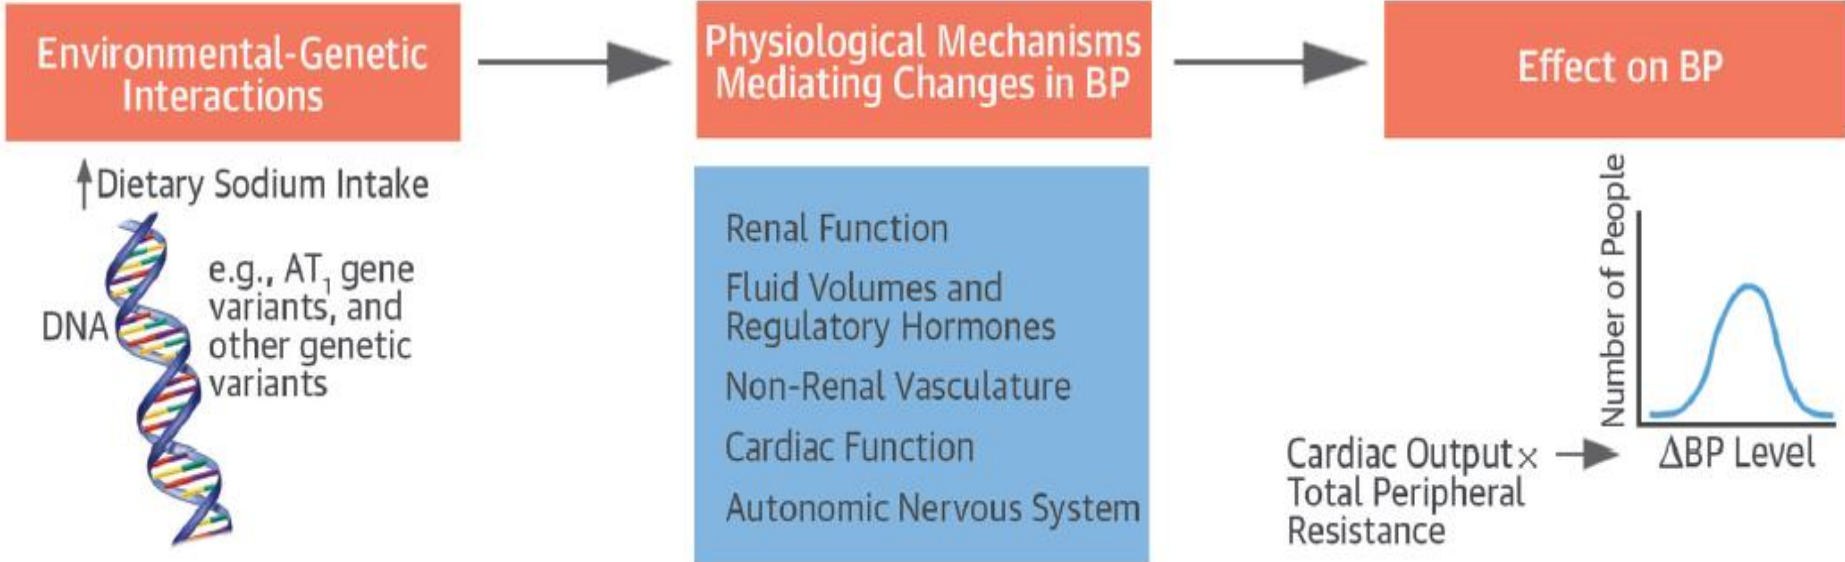 Environmental-Genetic
Interactions
Physiological Mechanisms
Mediating Changes in BP
Effect on BP
↑Dietary Sodium Intake
DNA
e.g., AT₁ gene
variants, and
other genetic
variants
Renal Function
Fluid Volumes and
Regulatory Hormones
Non-Renal Vasculature
Cardiac Function
Autonomic Nervous System
Cardiac Output ×
Total Peripheral
Resistance
Number of People
ΔBP Level